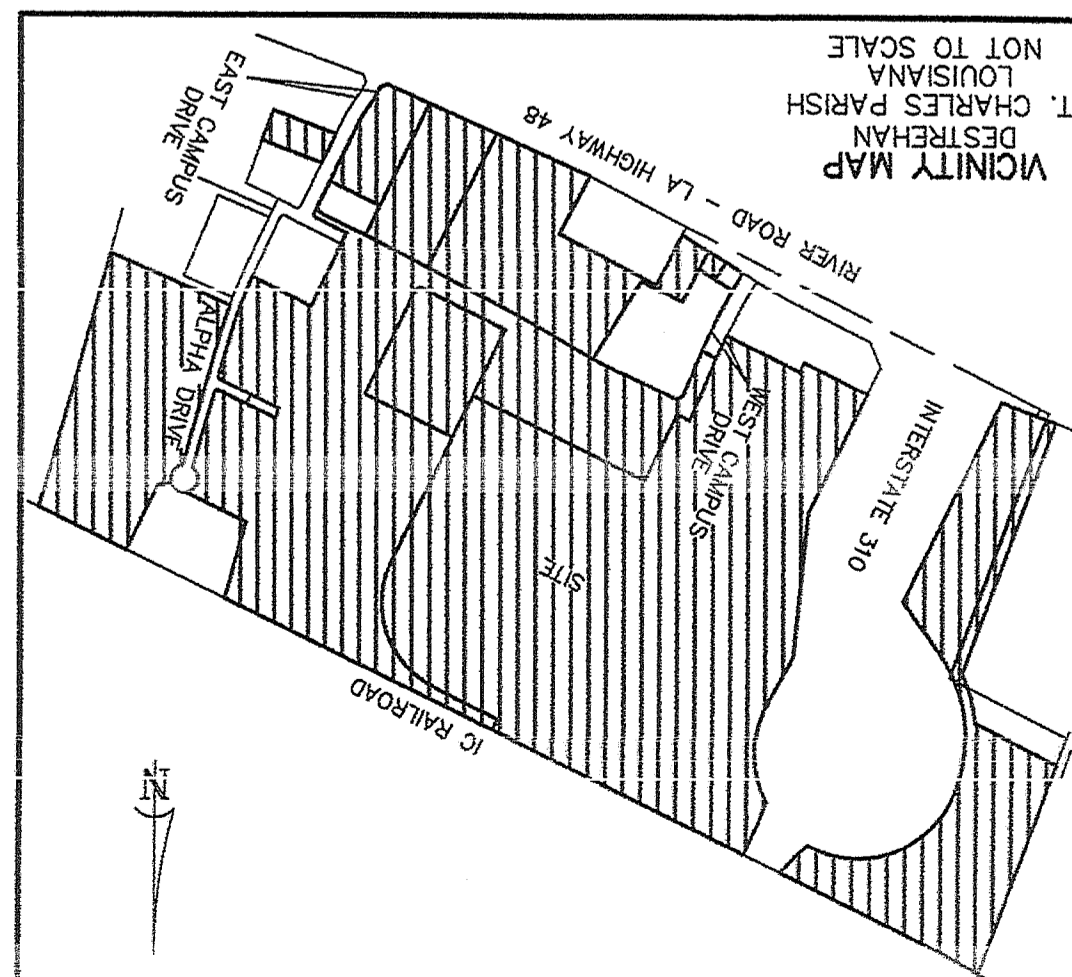 VICINITY MAP
DESTREHAN
T. CHARLES PARISH
LOUISIANA
NOT TO SCALE
RIVER ROAD - LA HIGHWAY 48
EAST CAMPUS
DRIVE
ALPHA DRIVE
WEST CAMPUS
DRIVE
INTERSTATE 310
SITE
IC RAILROAD